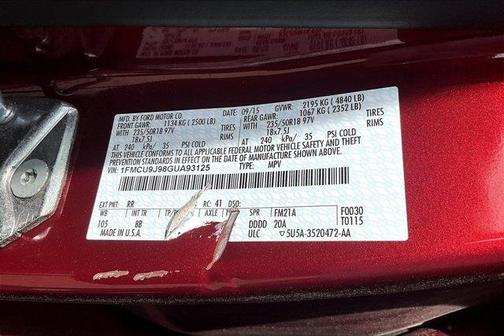 MFD. BY FORD MOTOR CO. 09/15 GVWR: 2195 KG ( 4840 LB)
FRONT GAWR: 1134 KG ( 2500 LB) REAR GAWR: 1067 KG ( 2352 LB)
WITH 235/50R18 97V TIRES WITH 235/50R18 97V TIRES
18x7.5J RIMS 18x7.5J RIMS
AT 240 kPa/ 35 PSI COLD AT 240 kPa/ 35 PSI COLD
THIS VEHICLE CONFORMS TO ALL APPLICABLE FEDERAL MOTOR VEHICLE SAFETY AND THEFT
PREVENTION STANDARDS IN EFFECT ON THE DATE OF MANUFACTURE SHOWN ABOVE.
VIN: 1FMCU9J98GUA93125 TYPE: MPV
EXT PNT: RR RC: 41 DSO:
WB INT TR AXLE SPR FM21A F0030
105 8B DDDD 20A T0115
MADE IN U.S.A. ULC 5U5A-3520472-AA